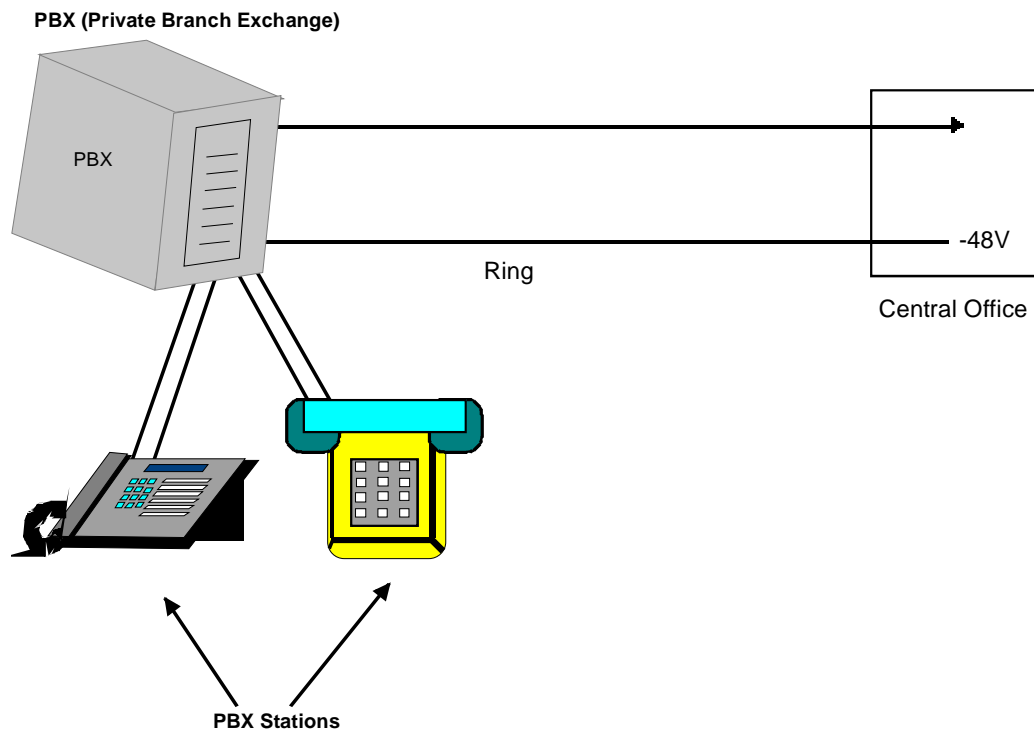 PBX (Private Branch Exchange)
PBX
-48V
Ring
Central Office
PBX Stations